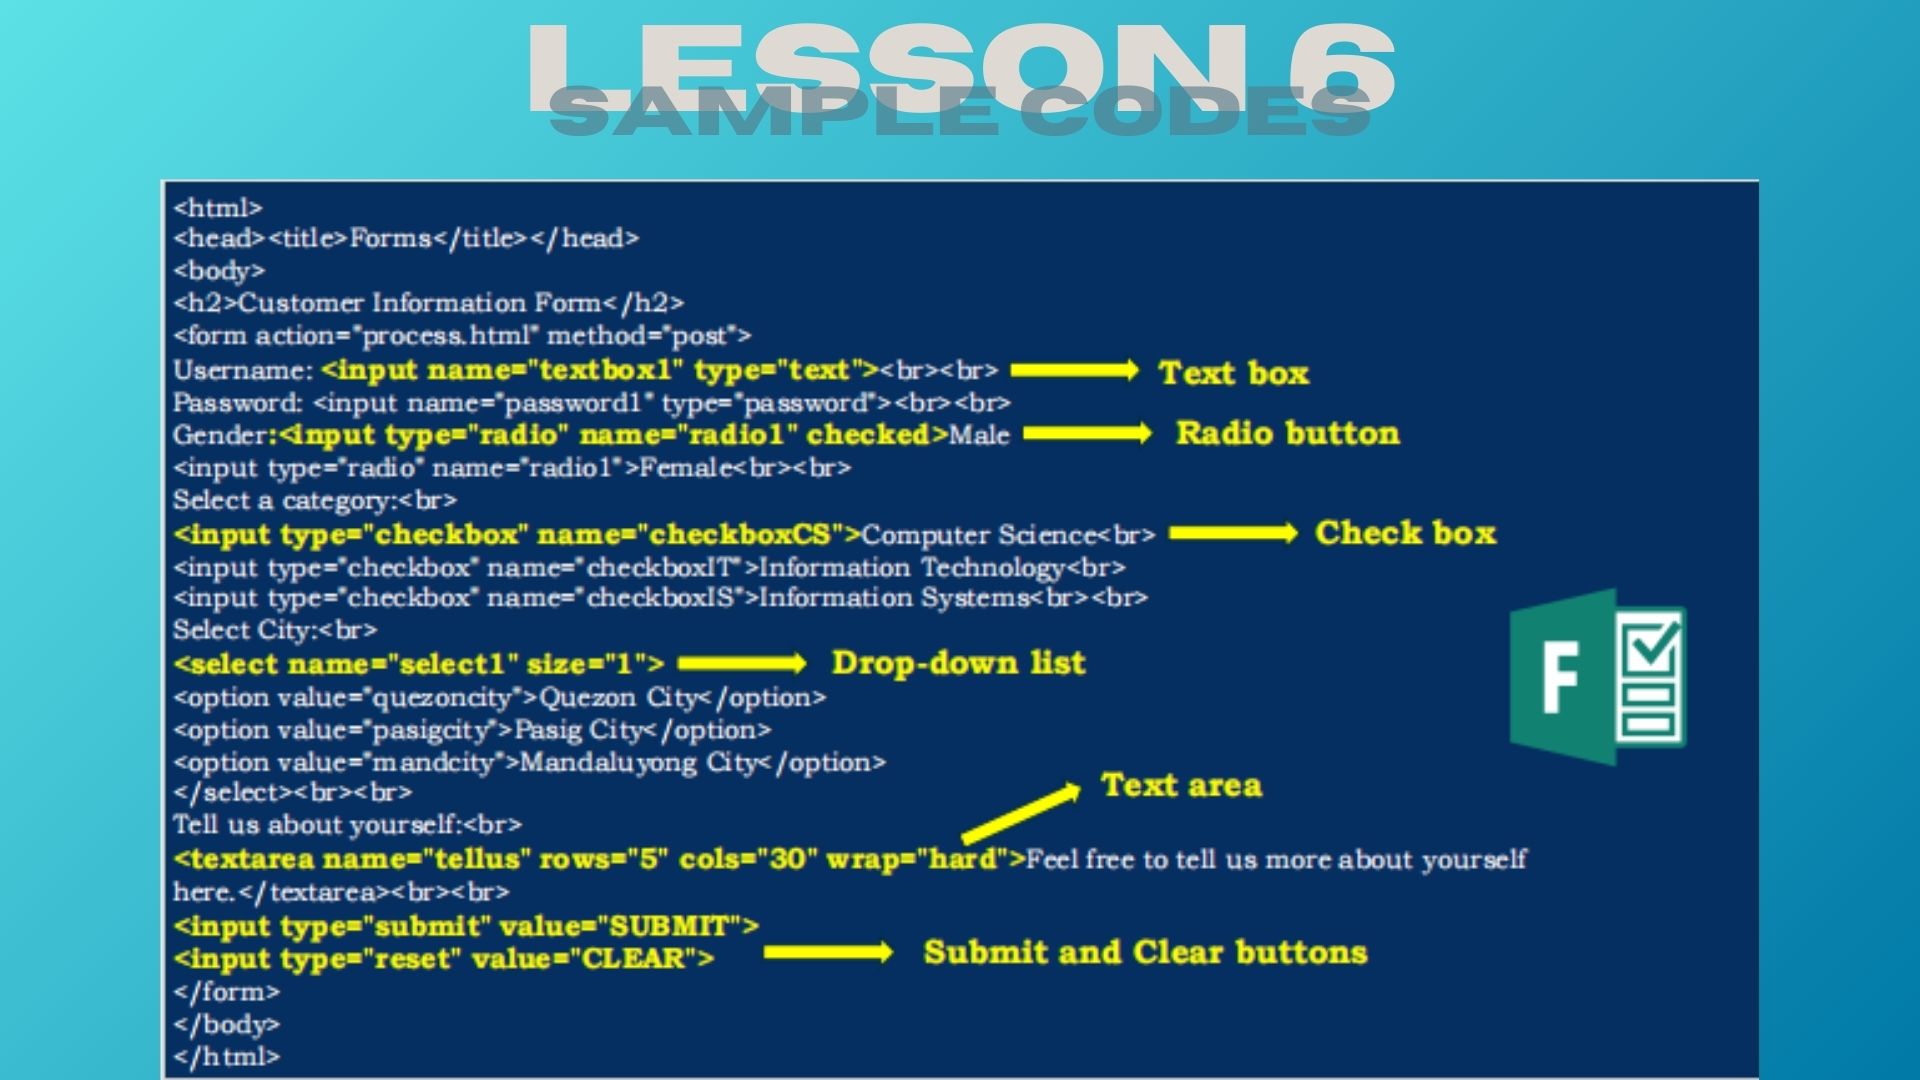 LESSON 6
SAMPLE CODES
<html>
<head><title>Forms</title></head>
<body>
<h2>Customer Information Form</h2>
<form action="process.html" method="post">
Username: <input name="textbox1" type="text"><br><br> Text box
Password: <input name="password1" type="password"><br><br>
Gender:<input type="radio" name="radio1" checked>Male Radio button
<input type="radio" name="radio1">Female<br><br>
Select a category:<br>
<input type="checkbox" name="checkboxCS">Computer Science<br> Check box
<input type="checkbox" name="checkboxIT">Information Technology<br>
<input type="checkbox" name="checkboxIS">Information Systems<br><br>
Select City:<br>
<select name="select1" size="1"> Drop-down list
<option value="quezoncity">Quezon City</option>
<option value="pasigcity">Pasig City</option>
<option value="mandcity">Mandaluyong City</option>
</select><br><br>
Text area
Tell us about yourself:<br>
<textarea name="tellus" rows="5" cols="30" wrap="hard">Feel free to tell us more about yourself
here.</textarea><br><br>
<input type="submit" value="SUBMIT">
<input type="reset" value="CLEAR">
Submit and Clear buttons
</form>
</body>
</html>
F